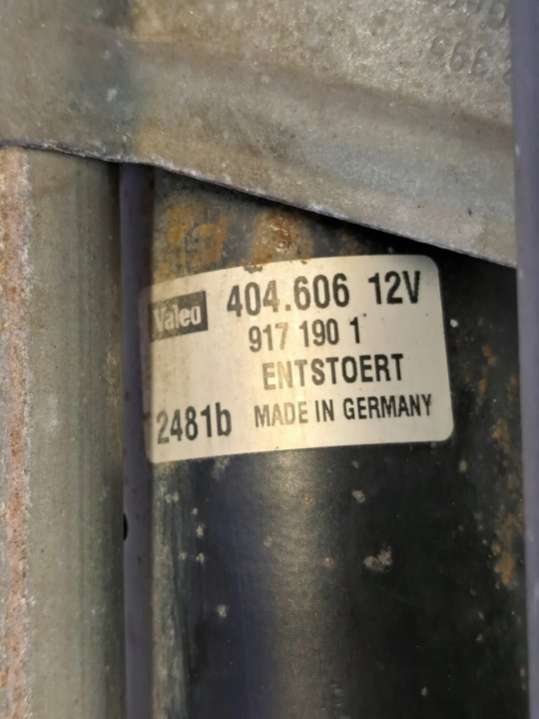 Valeo 404.606 12V
917 190 1
ENTSTOERT
2481b MADE IN GERMANY